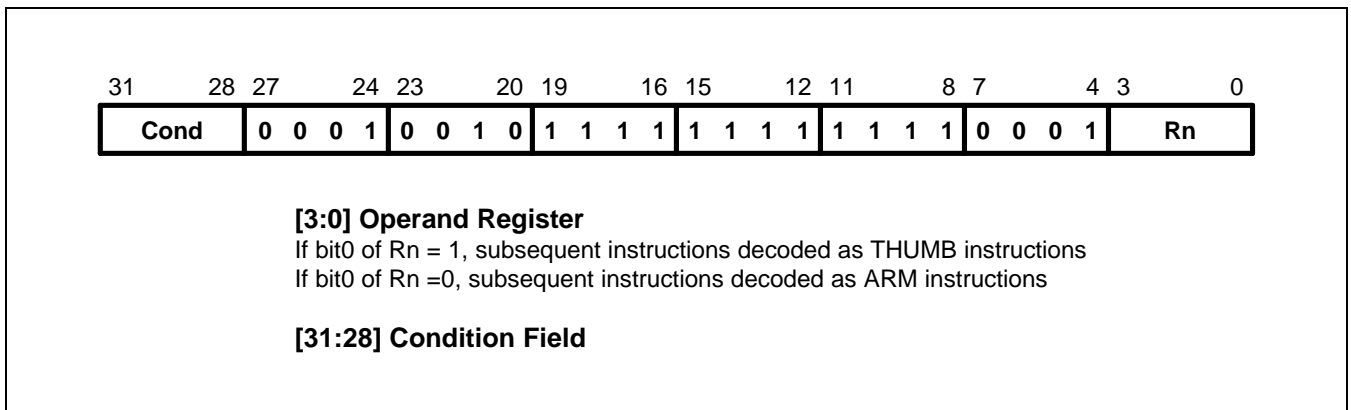 31 28 27 24 23 20 19 16 15 12 11 8 7 4 3 0
Cond 0 0 0 1 0 0 1 0 1 1 1 1 1 1 1 1 1 1 1 1 0 0 0 1 Rn
[3:0] Operand Register
If bit0 of Rn = 1, subsequent instructions decoded as THUMB instructions
If bit0 of Rn =0, subsequent instructions decoded as ARM instructions
[31:28] Condition Field